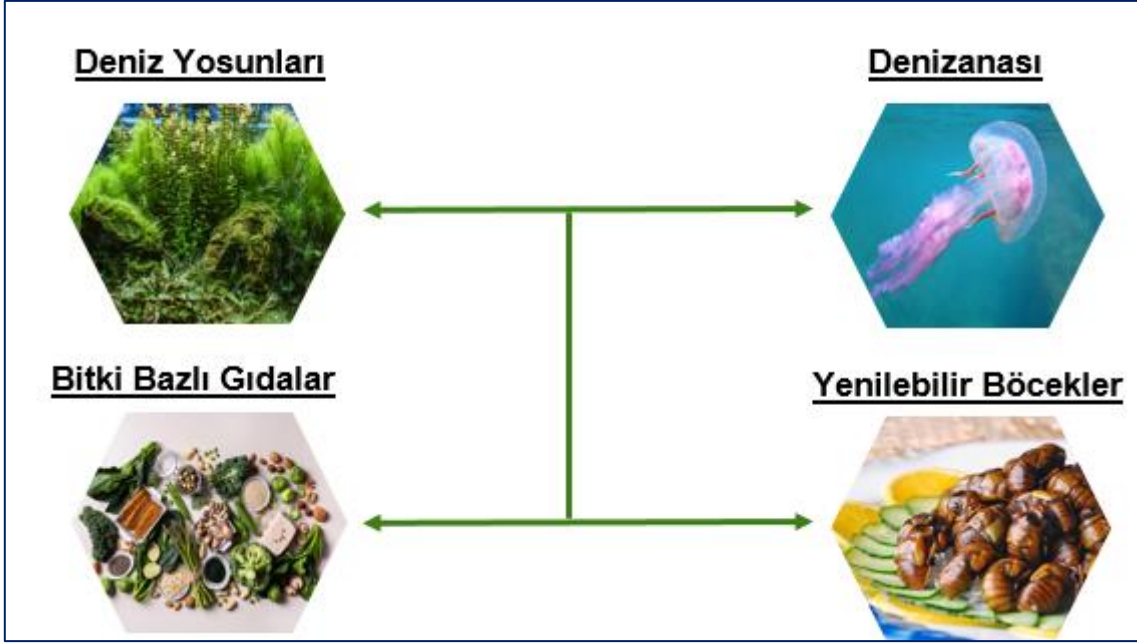 Deniz Yosunları
Denizanası
Bitki Bazlı Gıdalar
Yenilebilir Böcekler